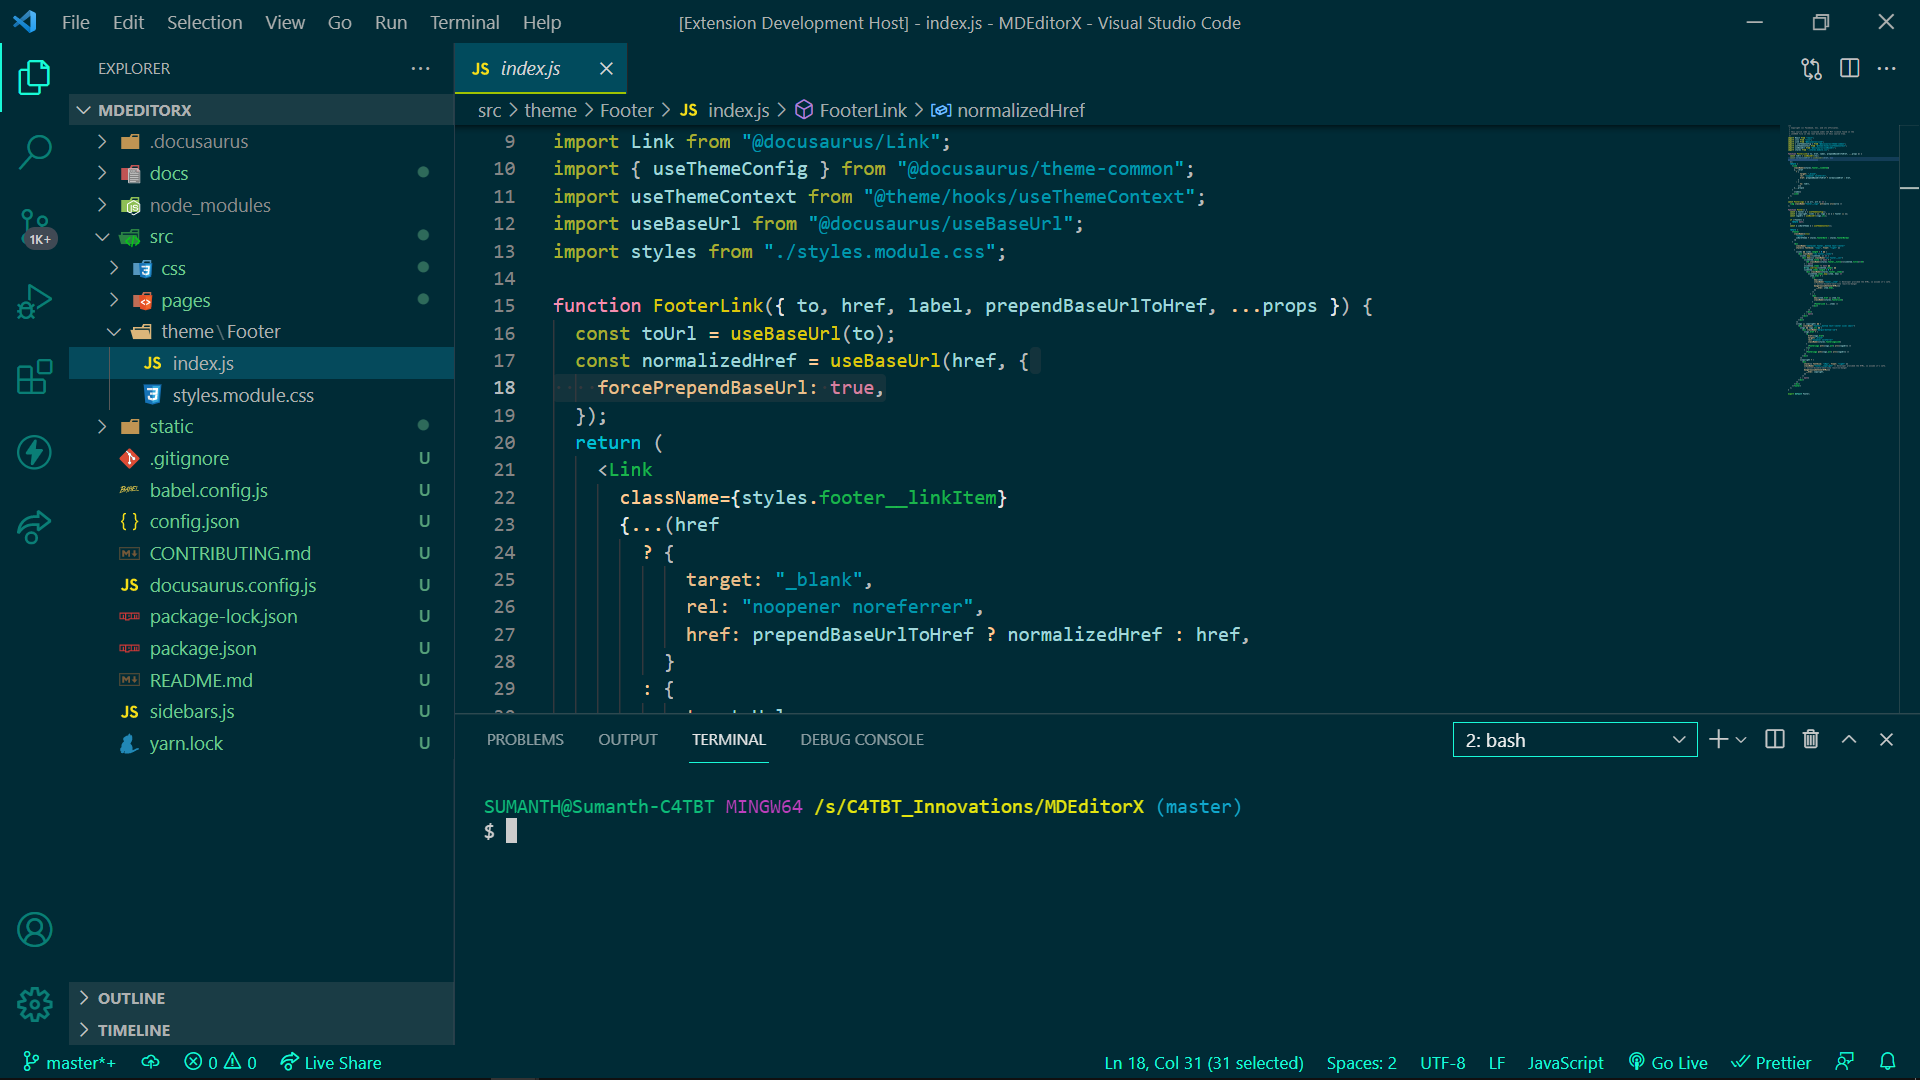 File Edit Selection View Go Run Terminal Help
[Extension Development Host] - index.js - MDEditorX - Visual Studio Code
EXPLORER
MDEDITORX
.docusaurus
docs
node_modules
src
css
pages
theme\Footer
JS index.js
styles.module.css
static
.gitignore U
BABEL babel.config.js U
{ } config.json U
M↓ CONTRIBUTING.md U
JS docusaurus.config.js U
npm package-lock.json U
npm package.json U
M↓ README.md U
JS sidebars.js U
yarn.lock U
1K+
OUTLINE
TIMELINE
JS index.js
src > theme > Footer > JS index.js > FooterLink > normalizedHref
9 import Link from "@docusaurus/Link";
10 import { useThemeConfig } from "@docusaurus/theme-common";
11 import useThemeContext from "@theme/hooks/useThemeContext";
12 import useBaseUrl from "@docusaurus/useBaseUrl";
13 import styles from "./styles.module.css";
14
15 function FooterLink({ to, href, label, prependBaseUrlToHref, ...props }) {
16 const toUrl = useBaseUrl(to);
17 const normalizedHref = useBaseUrl(href, {
18 forcePrependBaseUrl: true,
19 });
20 return (
21 <Link
22 className={styles.footer__linkItem}
23 {...(href
24 ? {
25 target: "_blank",
26 rel: "noopener noreferrer",
27 href: prependBaseUrlToHref ? normalizedHref : href,
28 }
29 : {
PROBLEMS OUTPUT TERMINAL DEBUG CONSOLE
2: bash
SUMANTH@Sumanth-C4TBT MINGW64 /s/C4TBT_Innovations/MDEditorX (master)
$
master*+ 0 0 Live Share
Ln 18, Col 31 (31 selected) Spaces: 2 UTF-8 LF JavaScript Go Live Prettier